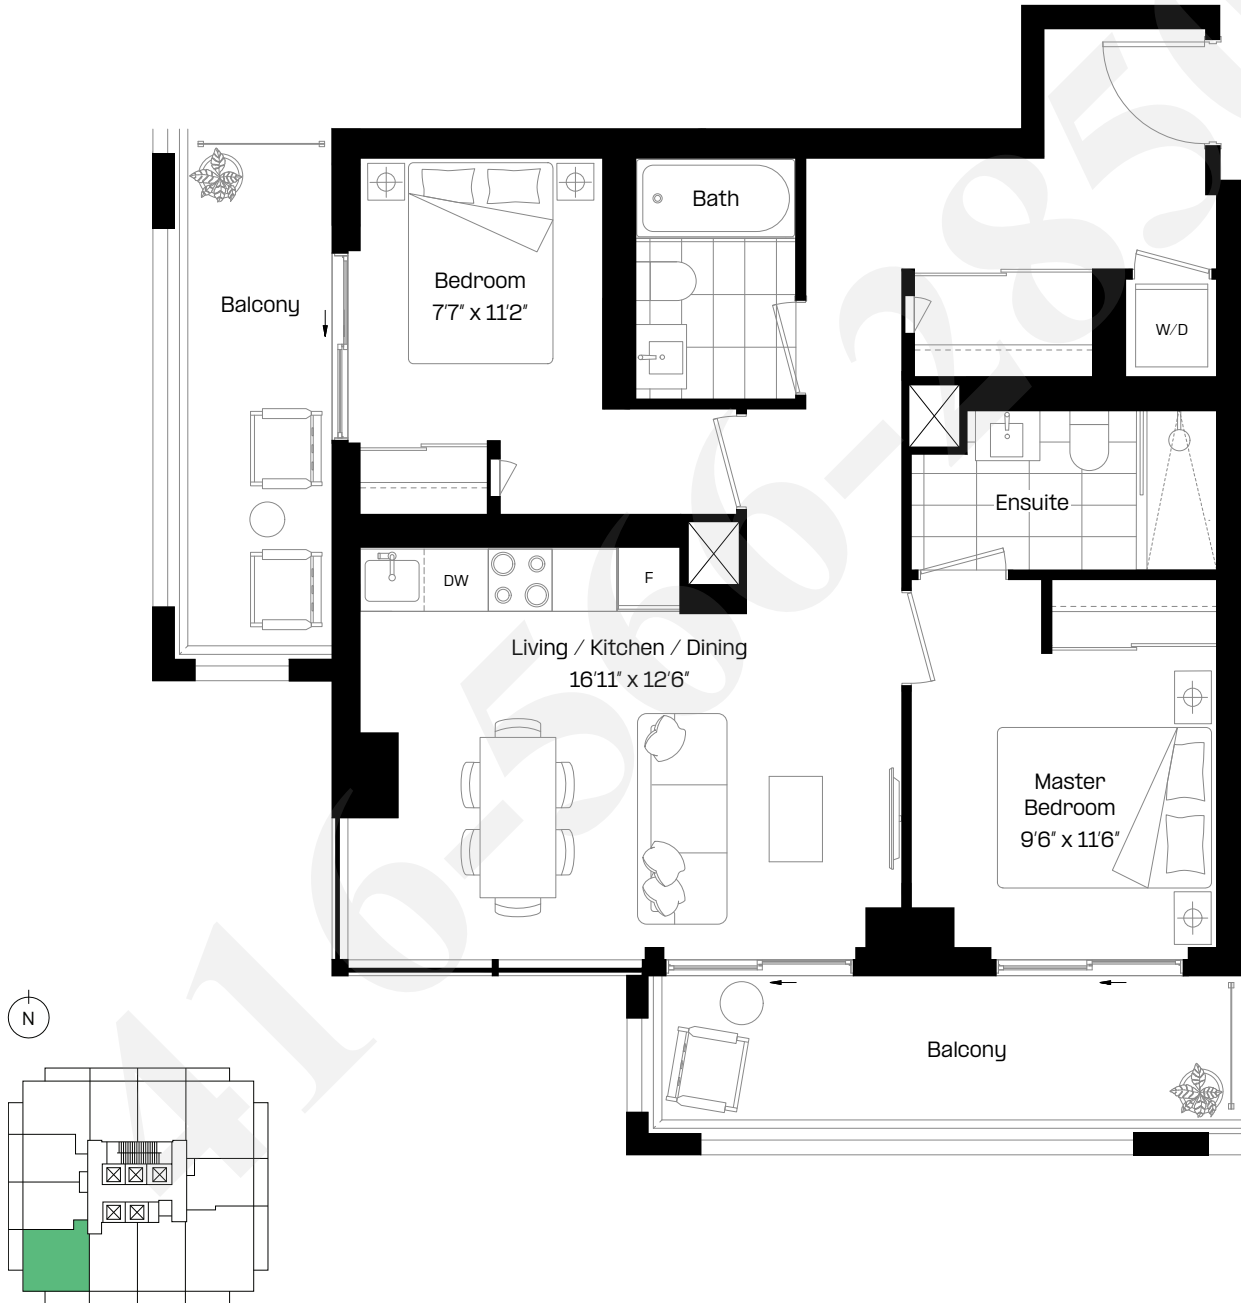 Bath
Bedroom
7'7" x 11'2"
Balcony
W/D
Ensuite
DW
F
Living / Kitchen / Dining
16'11" x 12'6"
Master
Bedroom
9'6" x 11'6"
N
Balcony
416-566-285